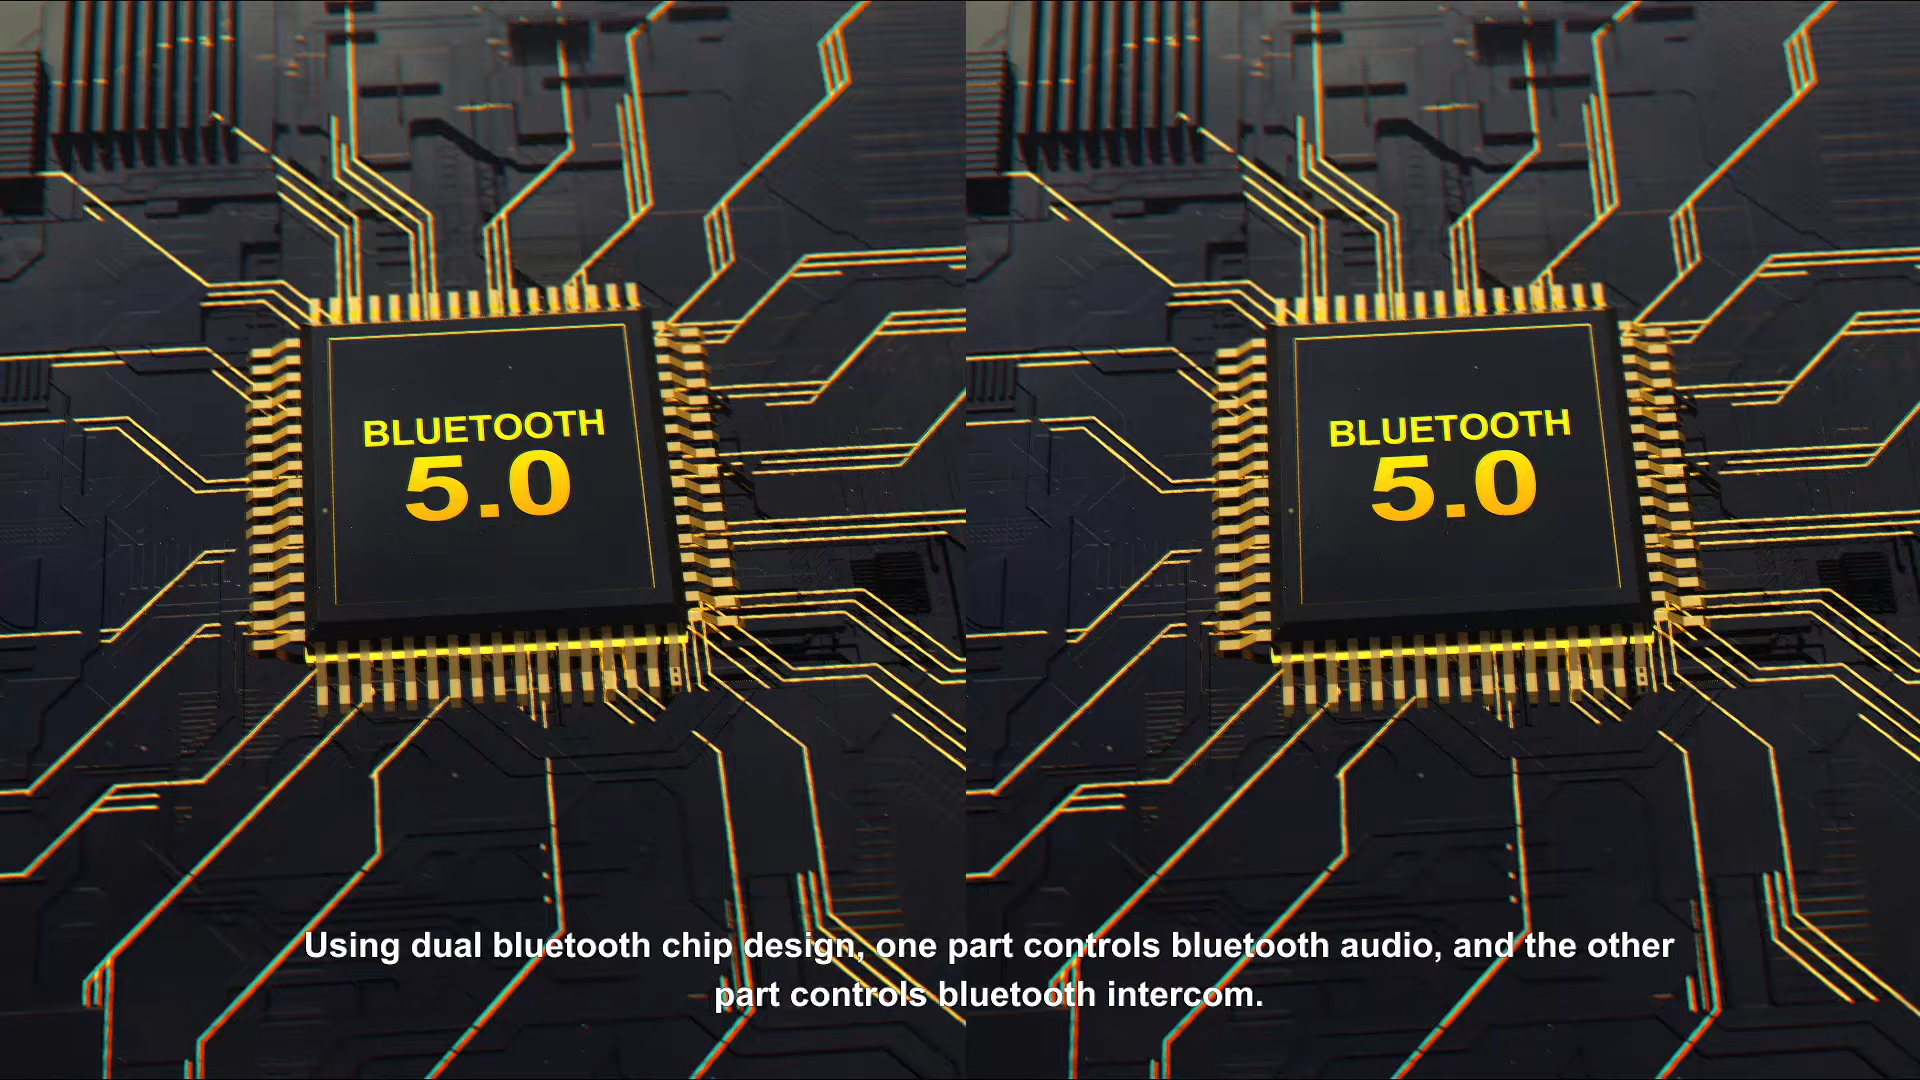 BLUETOOTH
5.0
BLUETOOTH
5.0
Using dual bluetooth chip design, one part controls bluetooth audio, and the other
part controls bluetooth intercom.